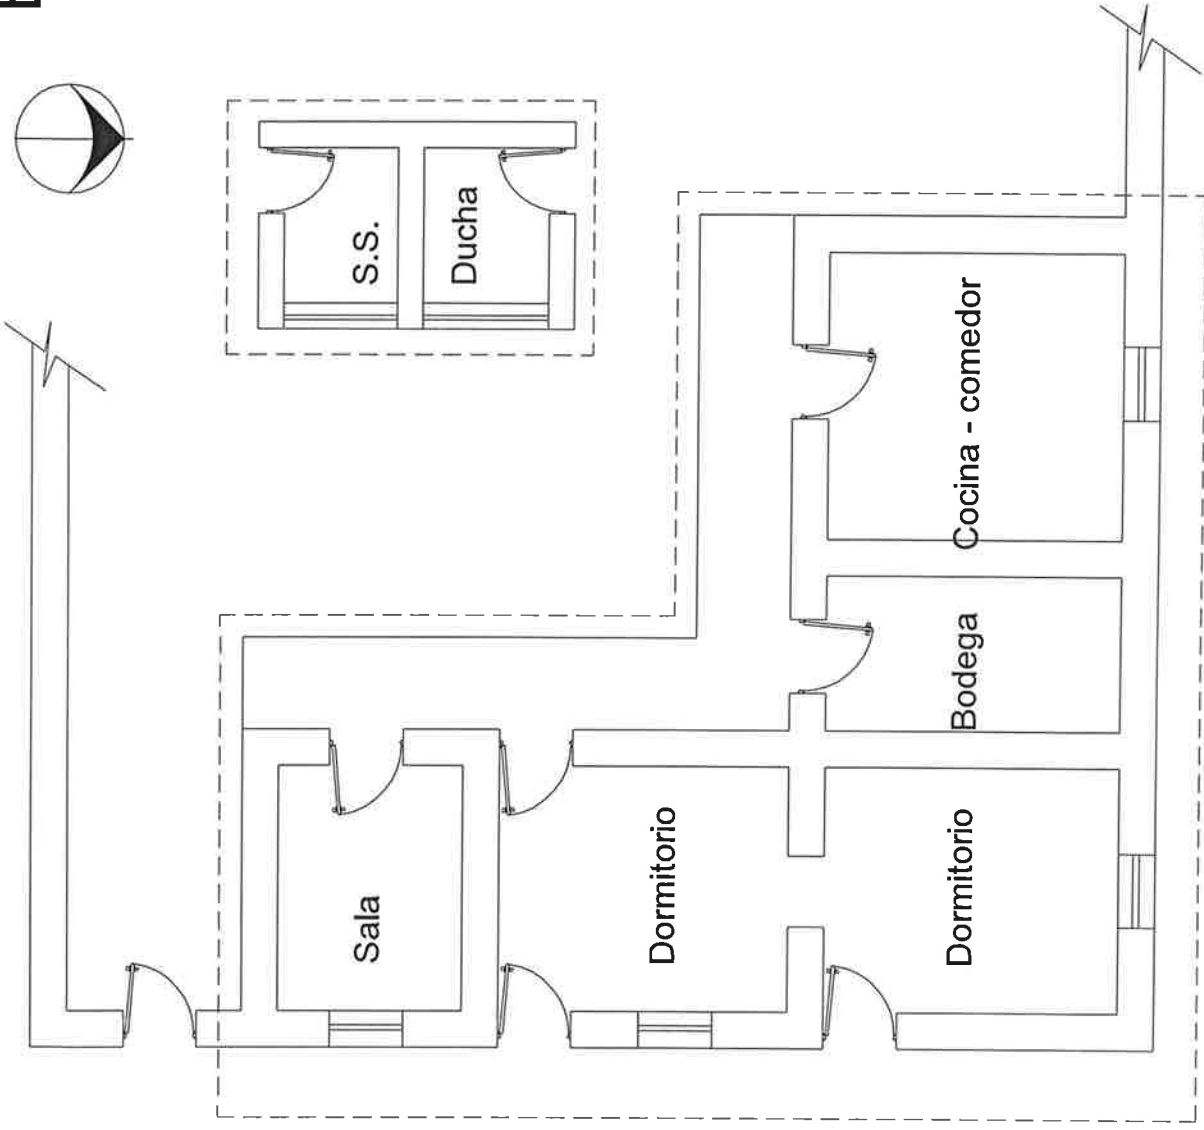 S.S.
Ducha
Cocina - comedor
Bodega
Sala
Dormitorio
Dormitorio